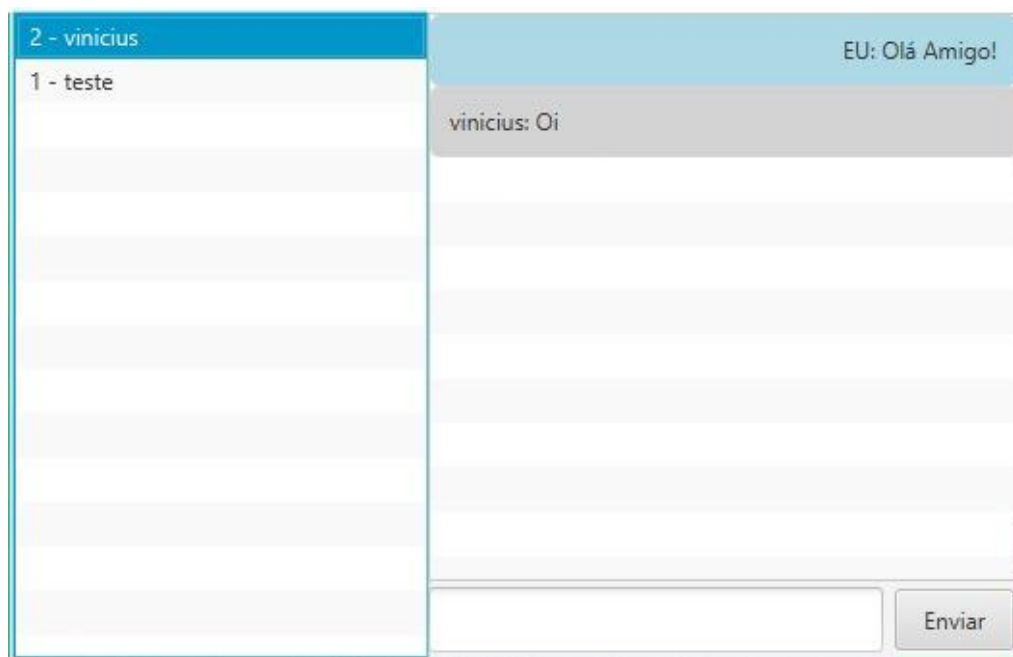 2 - vinicius
1 - teste
EU: Olá Amigo!
vinicius: Oi
Enviar